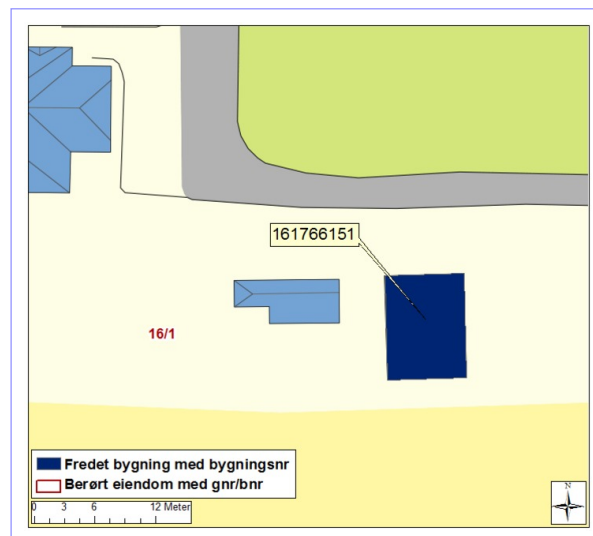 161766151
16/1
Fredet bygning med bygningsnr
Berørt eiendom med gnr/bnr
0 3 6 12 Meter
N